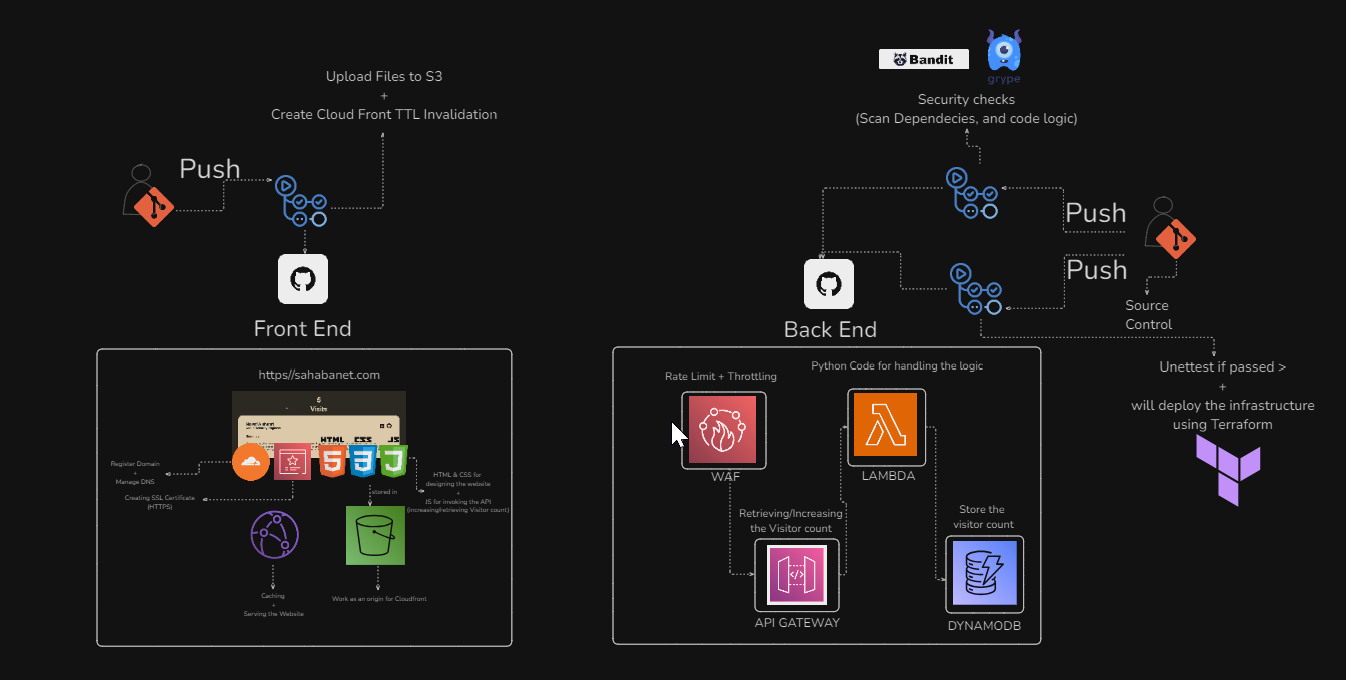 Bandit
grype
Upload Files to S3
+
Create Cloud Front TTL Invalidation
Security checks
(Scan Dependecies, and code logic)
Push
Push
Push
Source
Control
Front End
Back End
https//sahabanet.com
6
Visits
HTML
CSS
JS
Register Domain
+
Manage DNS
Creating SSL Certificate
(HTTPS)
stored in
HTML & CSS for
designing the website
+
JS for invoking the API
(increasing/retrieving Visitor count)
Caching
+
Serving the Website
Work as an origin for Cloudfront
Rate Limit + Throttling
Python Code for handling the logic
WAF
LAMBDA
Retrieving/Increasing
the Visitor count
Store the
visitor count
API GATEWAY
DYNAMODB
Unettest if passed >
+
will deploy the infrastructure
using Terraform